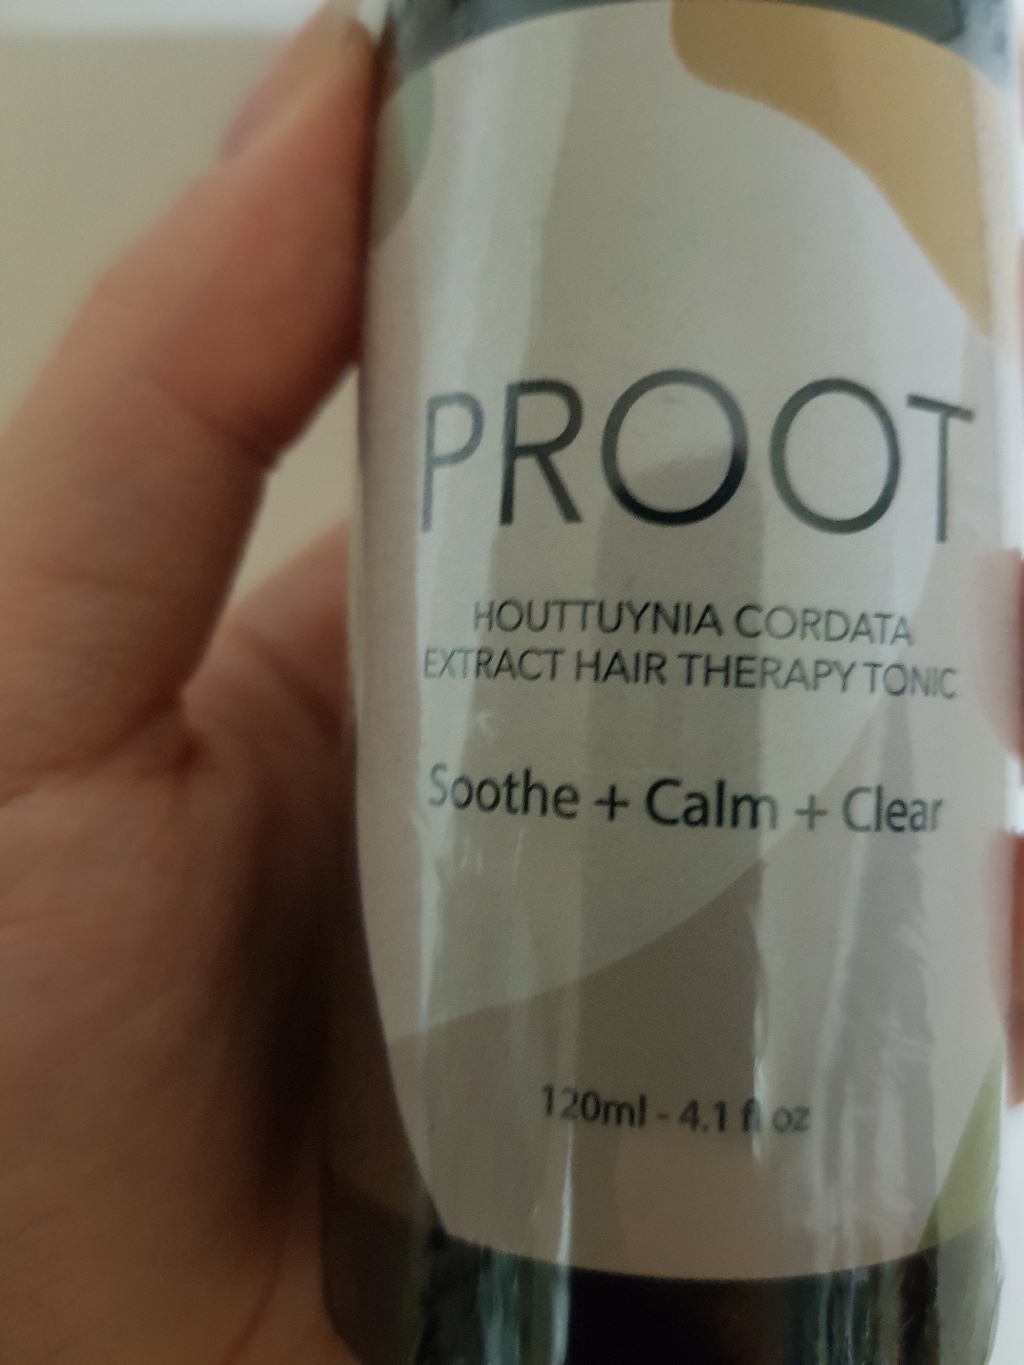 PROOT
HOUTTUYNIA CORDATA
EXTRACT HAIR THERAPY TONIC
Soothe + Calm + Clear
120ml - 4.1 fl oz